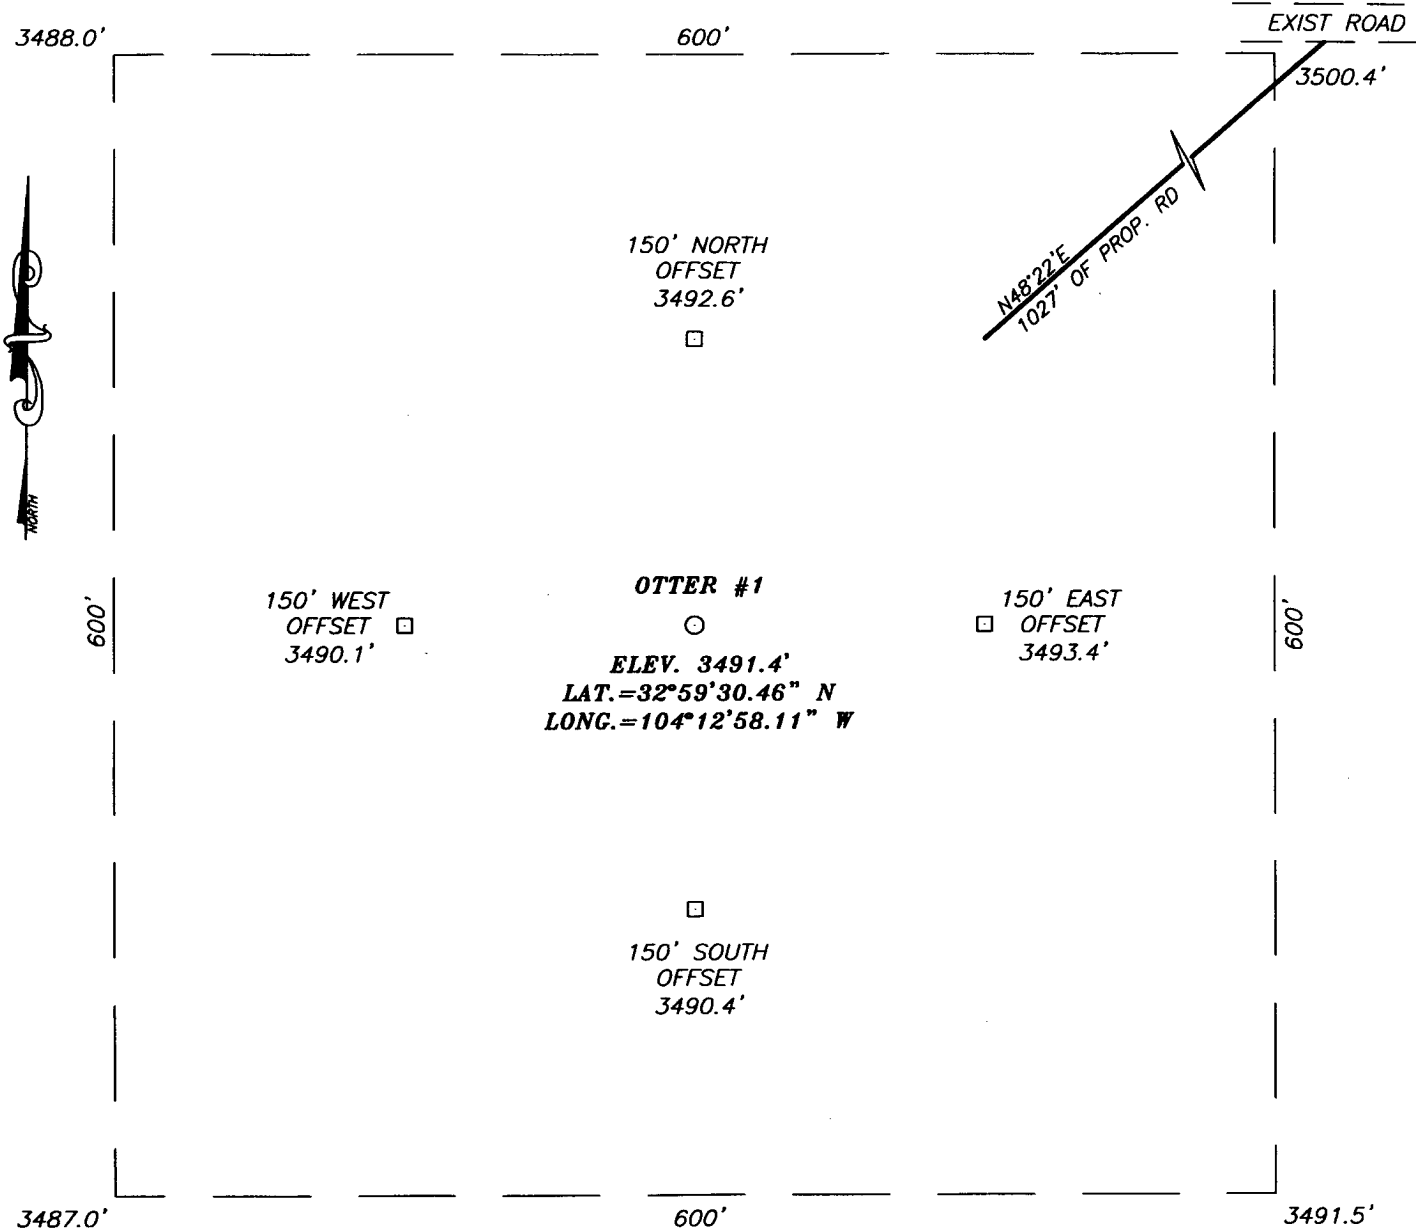 EXIST ROAD
3488.0'
600'
3500.4'
150' NORTH
OFFSET
3492.6'
N48°22'E
1027' OF PROP. RD
NORTH
OTTER #1
150' WEST
OFFSET
3490.1'
150' EAST
OFFSET
3493.4'
600'
600'
ELEV. 3491.4'
LAT.=32°59'30.46" N
LONG.=104°12'58.11" W
150' SOUTH
OFFSET
3490.4'
3487.0'
600'
3491.5'